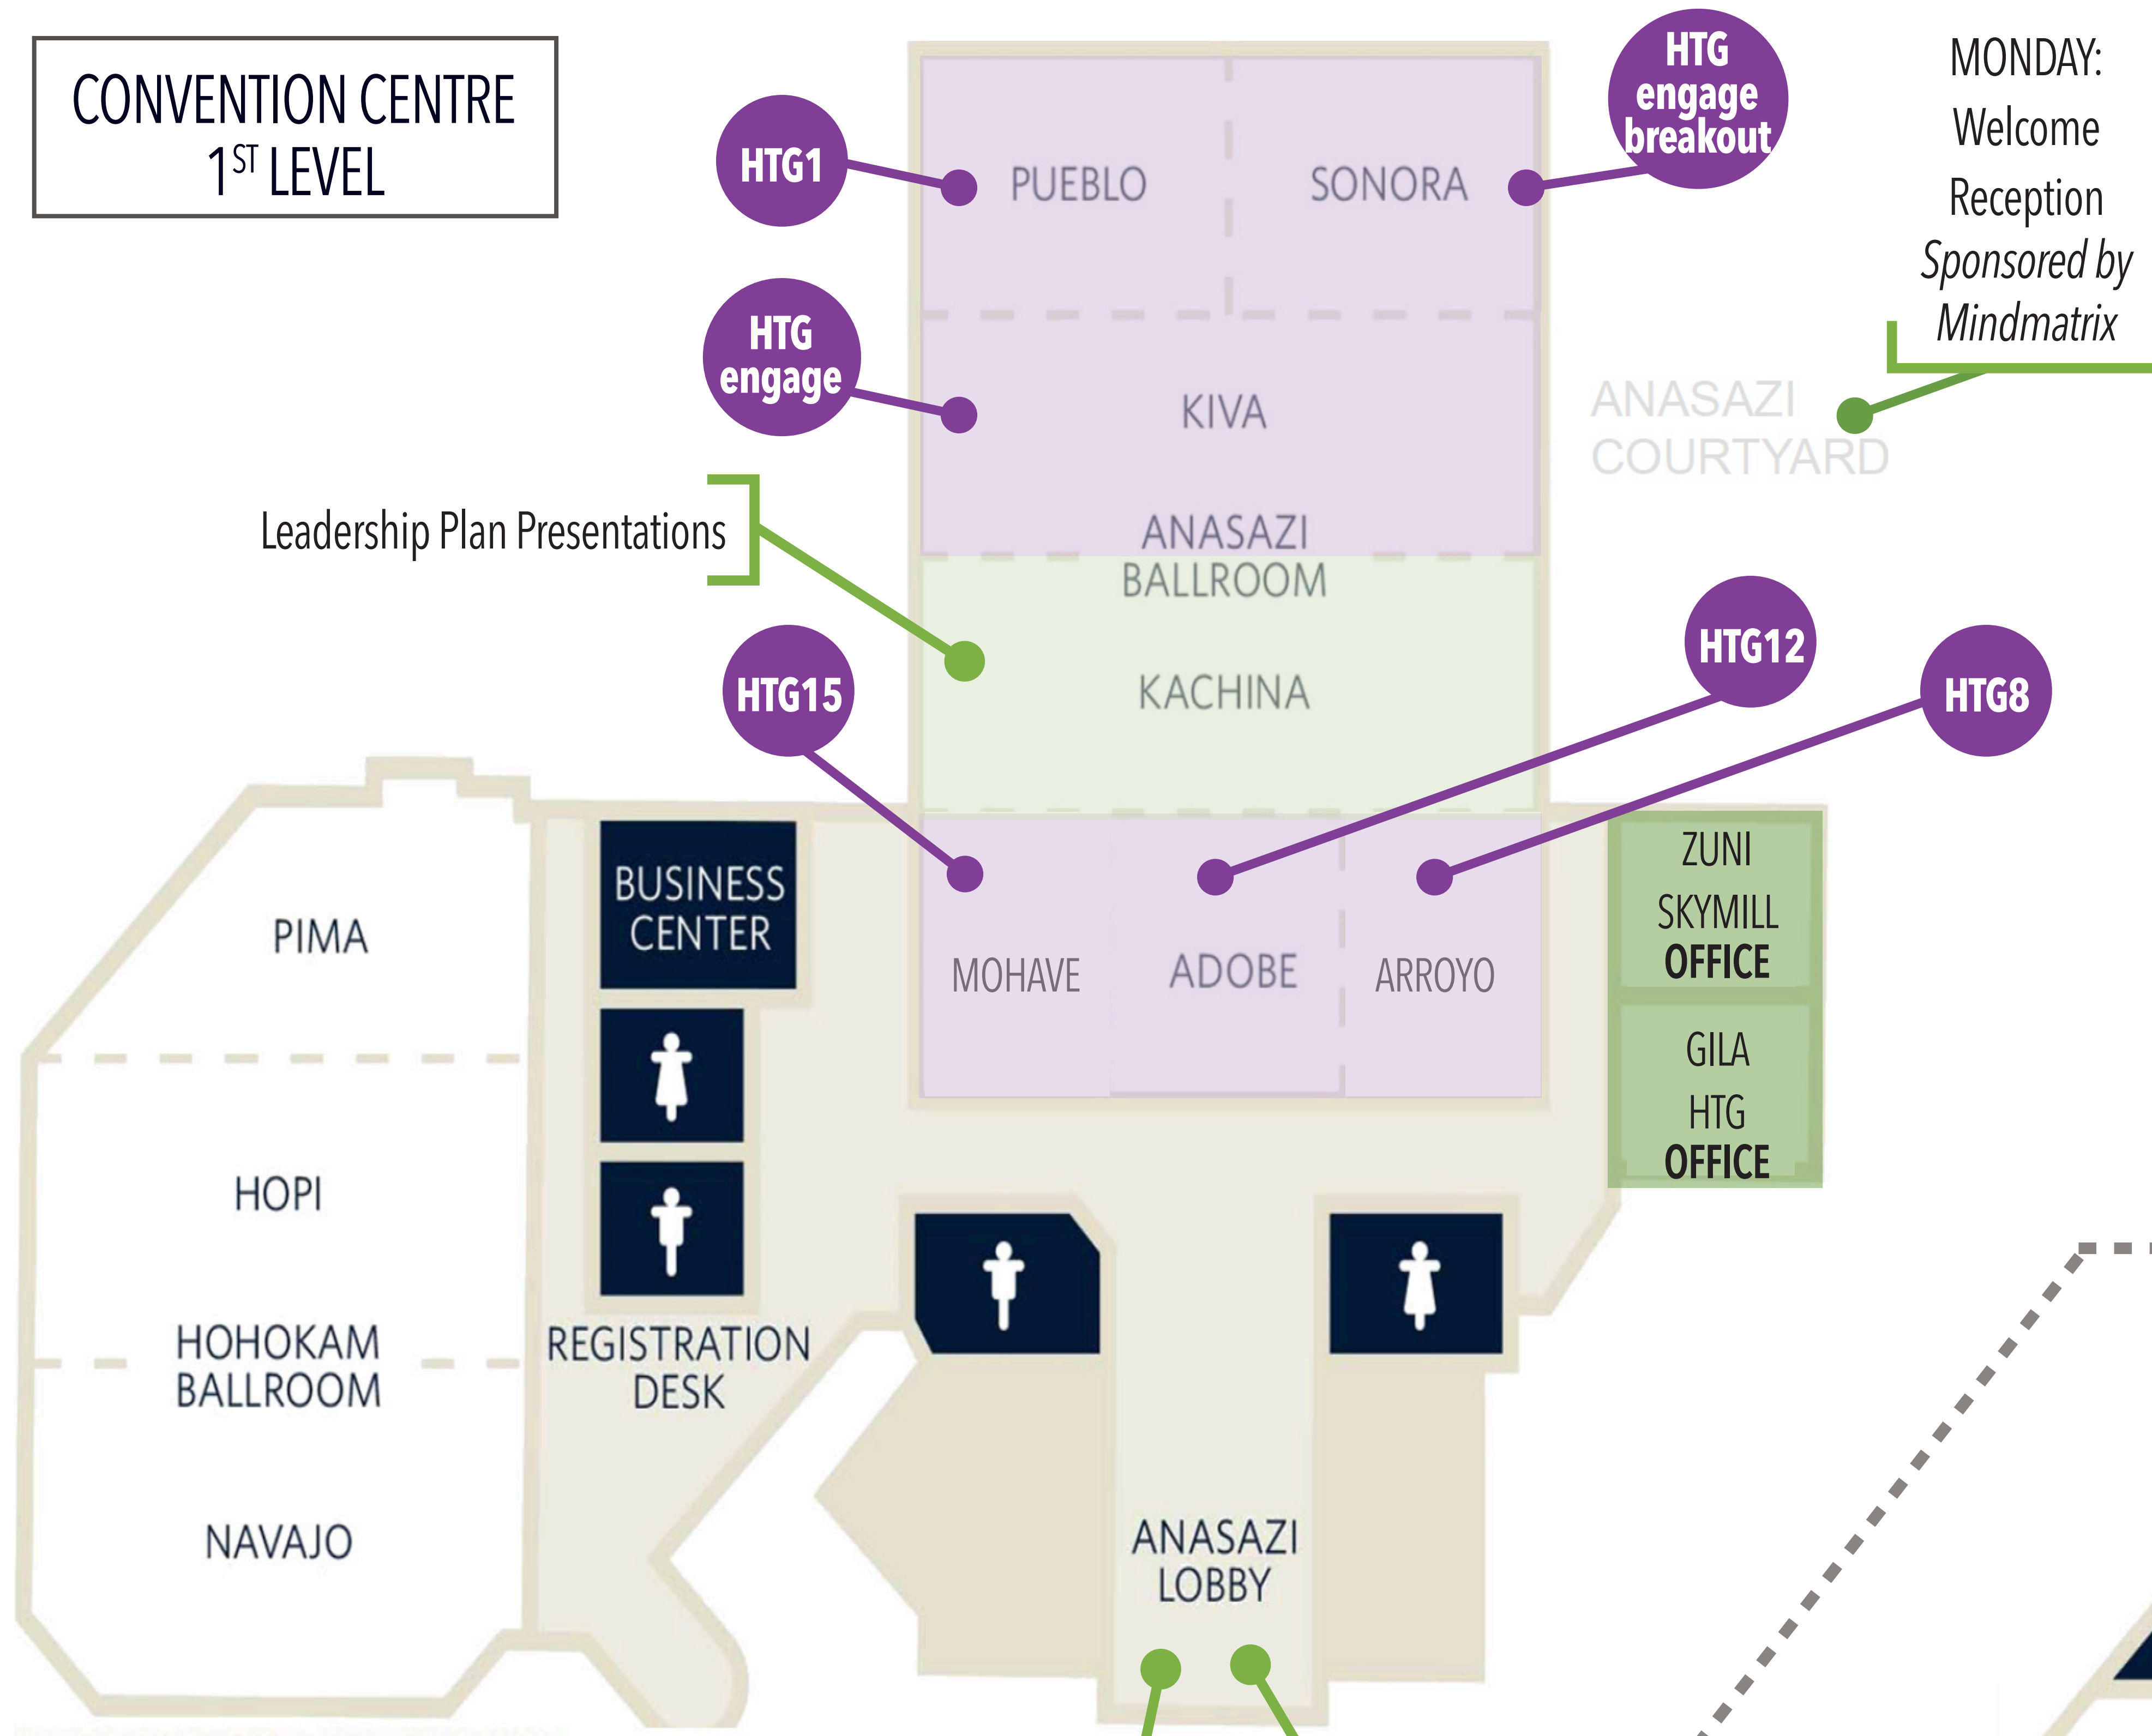 CONVENTION CENTRE
1ST LEVEL
HTG1
HTG
engage
breakout
MONDAY:
Welcome
Reception
Sponsored by
Mindmatrix
PUEBLO
SONORA
HTG
engage
KIVA
ANASAZI
COURTYARD
Leadership Plan Presentations
ANASAZI
BALLROOM
KACHINA
HTG15
HTG12
HTG8
PIMA
BUSINESS
CENTER
MOHAVE
ADOBE
ARROYO
ZUNI
SKYMILL
OFFICE
GILA
HTG
OFFICE
HOPI
HOHOKAM
BALLROOM
REGISTRATION
DESK
NAVAJO
ANASAZI
LOBBY